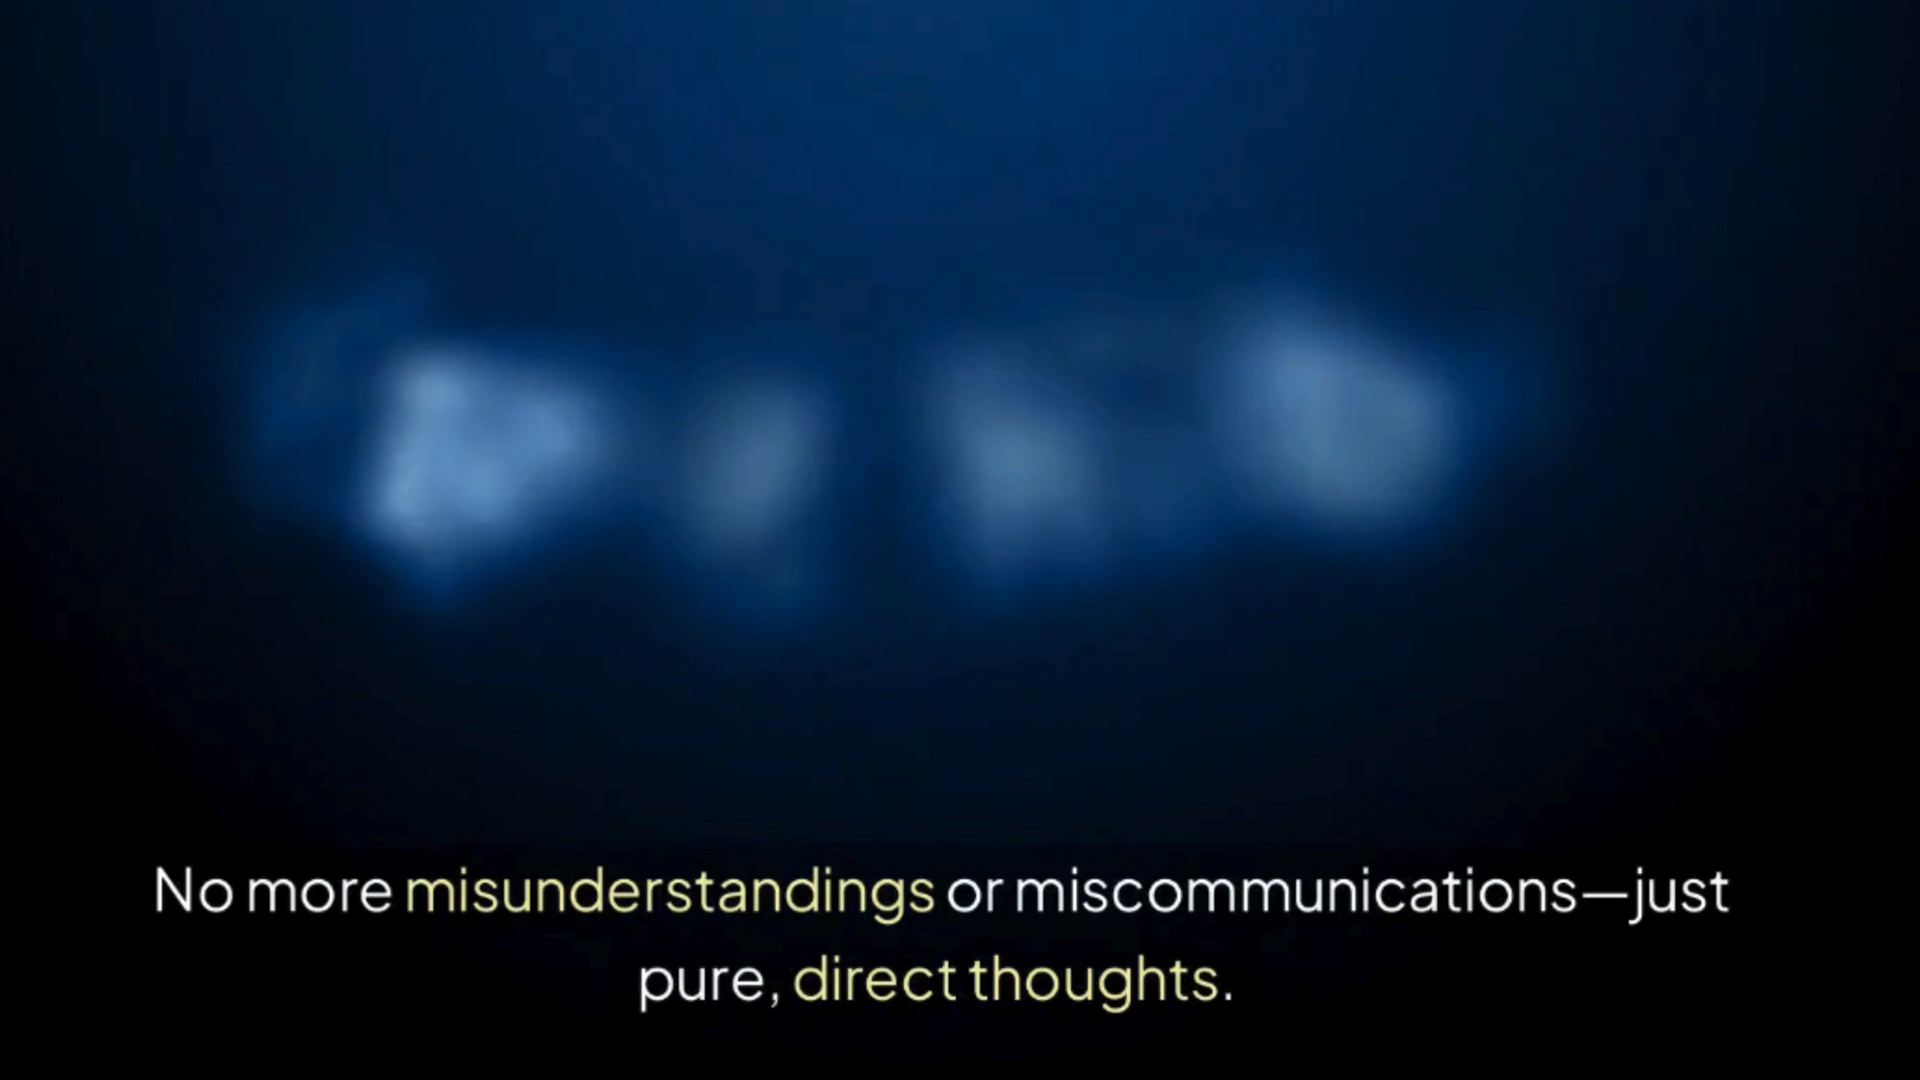 No more misunderstandings or miscommunications—just
pure, direct thoughts.